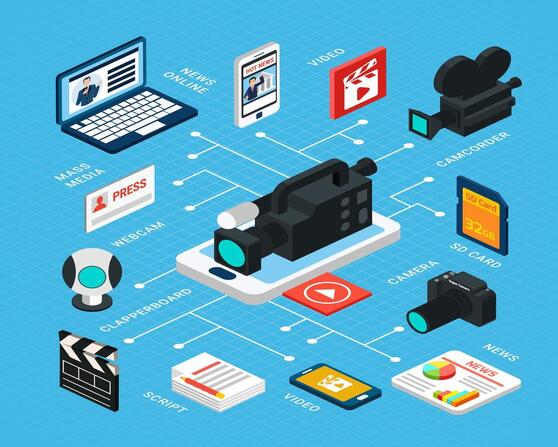 NEWS
ONLINE
HOT NEWS
VIDEO
CAMCORDER
MASS
MEDIA
PRESS
SD Card
32GB
SD CARD
WEBCAM
CAMERA
CLAPPERBOARD
SCRIPT
VIDEO
NEWS
NEWS